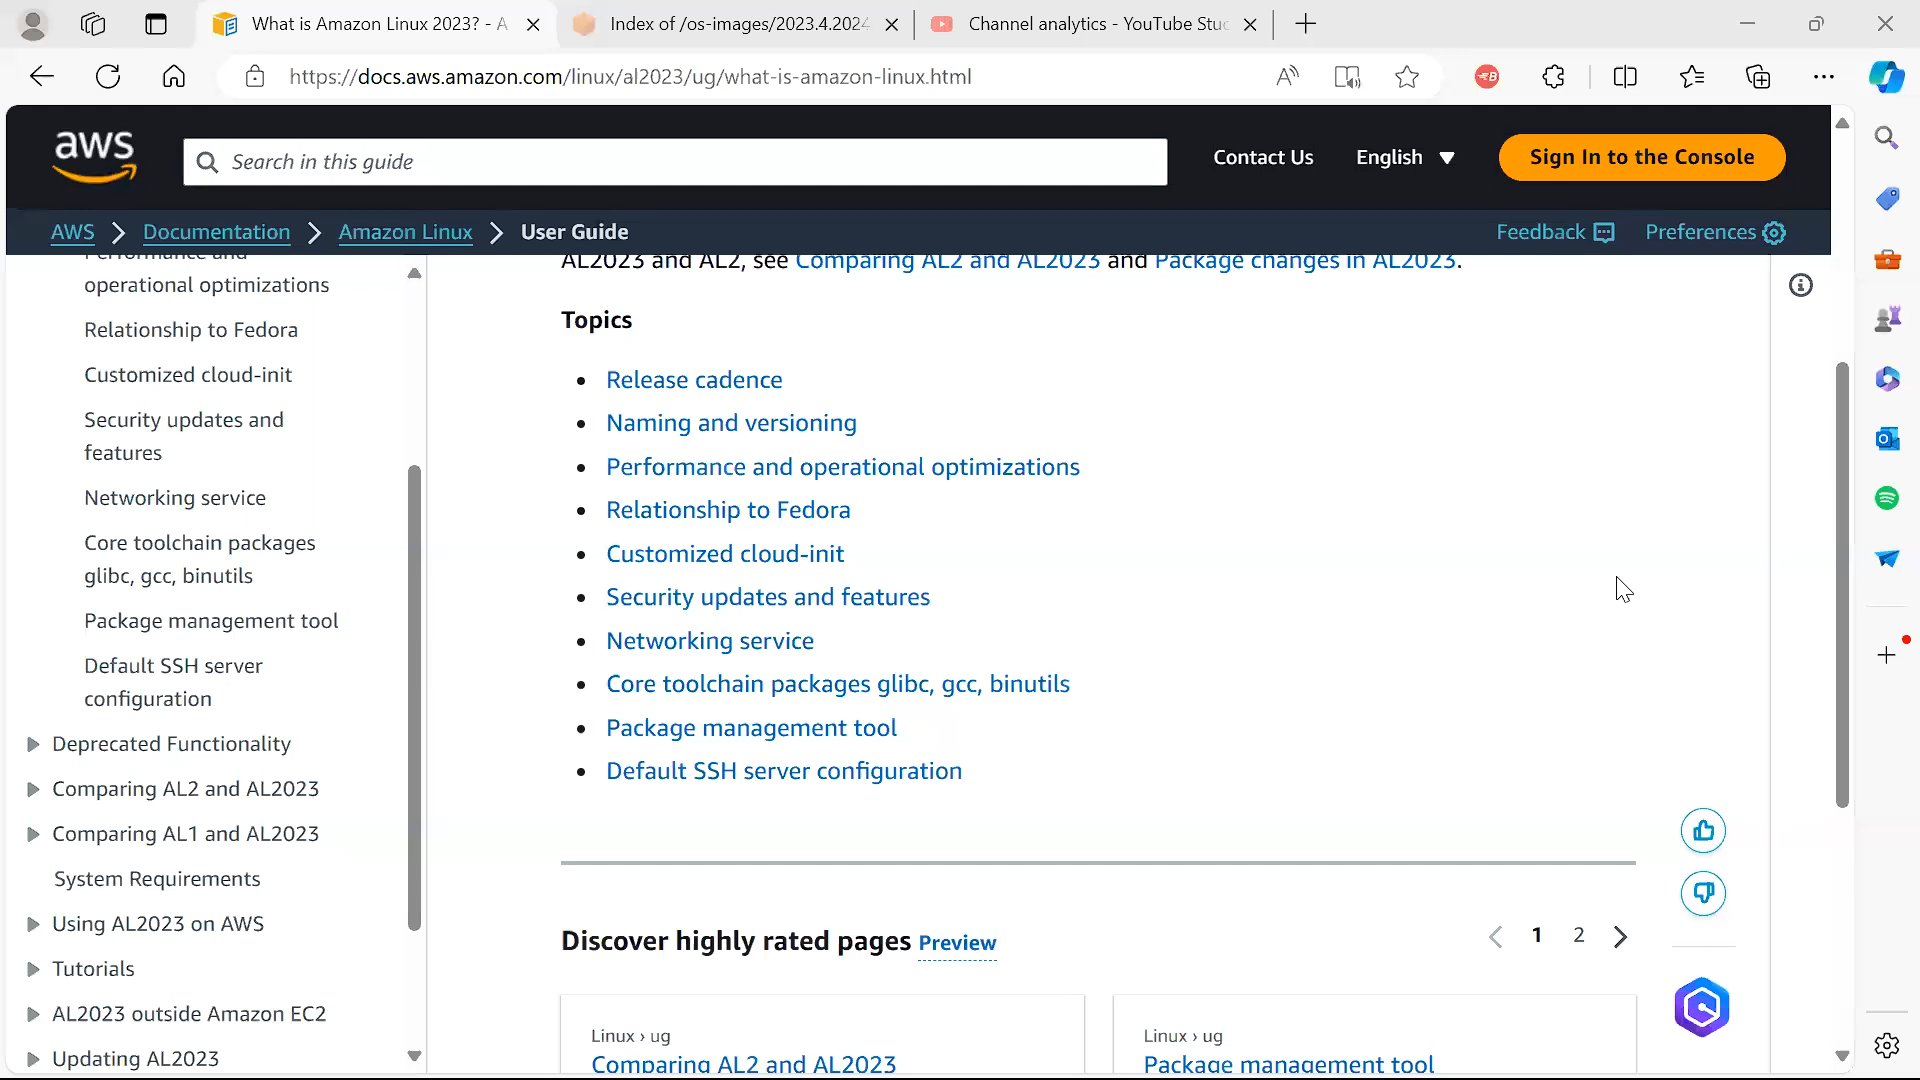 What is Amazon Linux 2023? - A
Index of /os-images/2023.4.2024
Channel analytics - YouTube Stud
https://docs.aws.amazon.com/linux/al2023/ug/what-is-amazon-linux.html
aws
Search in this guide
Contact Us
English
Sign In to the Console
AWS
Documentation
Amazon Linux
User Guide
Feedback
Preferences
Performance and
operational optimizations
Relationship to Fedora
Customized cloud-init
Security updates and
features
Networking service
Core toolchain packages
glibc, gcc, binutils
Package management tool
Default SSH server
configuration
Deprecated Functionality
Comparing AL2 and AL2023
Comparing AL1 and AL2023
System Requirements
Using AL2023 on AWS
Tutorials
AL2023 outside Amazon EC2
Updating AL2023
AL2023 and AL2, see Comparing AL2 and AL2023 and Package changes in AL2023.
Topics
• Release cadence
• Naming and versioning
• Performance and operational optimizations
• Relationship to Fedora
• Customized cloud-init
• Security updates and features
• Networking service
• Core toolchain packages glibc, gcc, binutils
• Package management tool
• Default SSH server configuration
Discover highly rated pages Preview
1 2
Linux › ug
Comparing AL2 and AL2023
Linux › ug
Package management tool